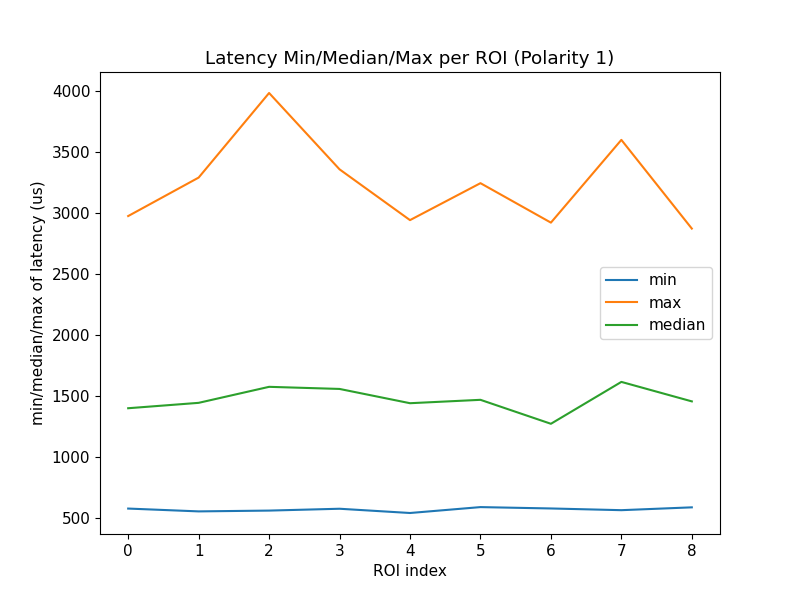 Latency Min/Median/Max per ROI (Polarity 1)
min/median/max of latency (us)
4000
3500
3000
2500
2000
1500
1000
500
min
max
median
0 1 2 3 4 5 6 7 8
ROI index